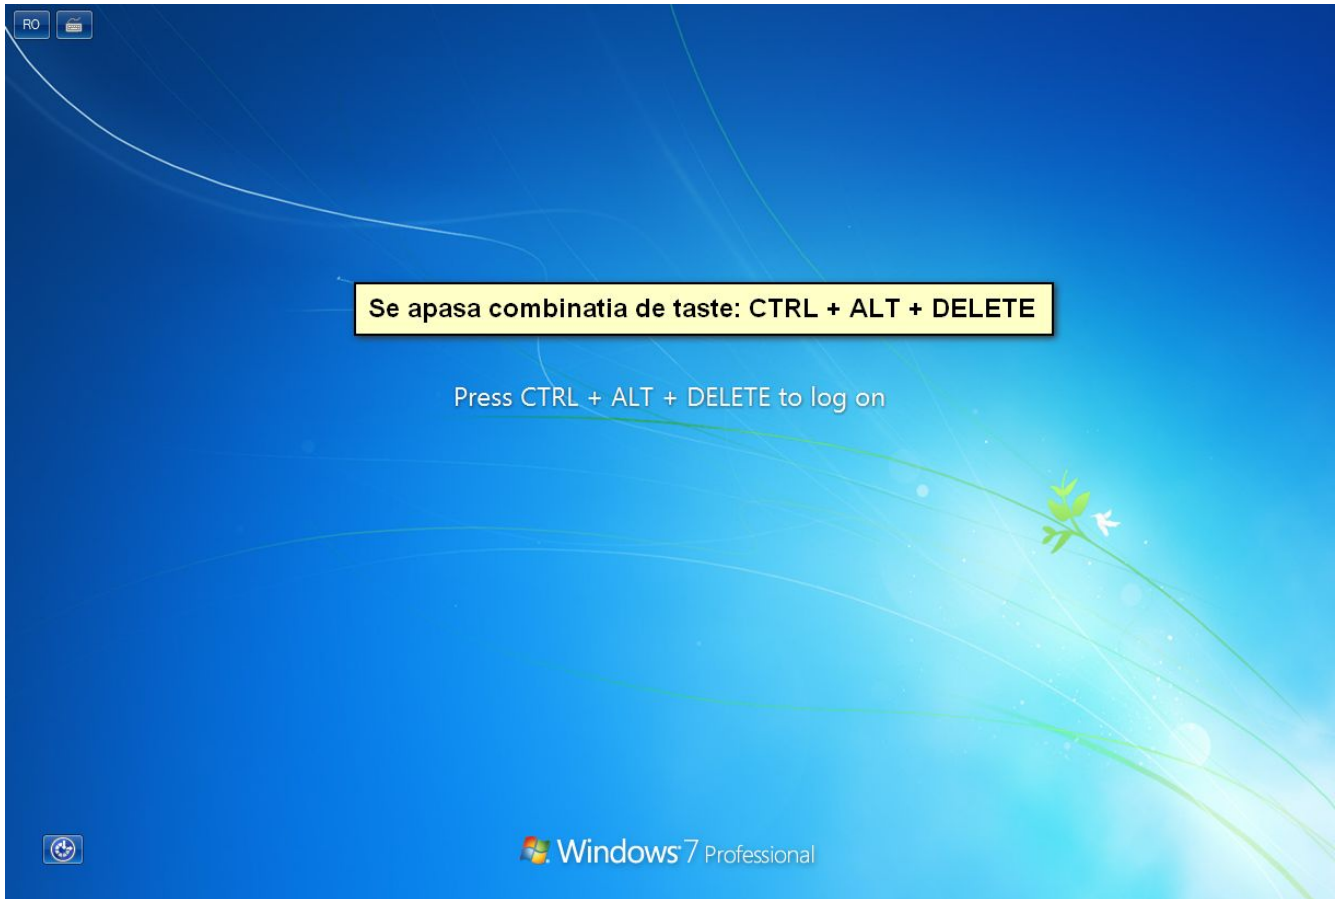 RO
Se apasa combinatia de taste: CTRL + ALT + DELETE
Press CTRL + ALT + DELETE to log on
Windows 7 Professional